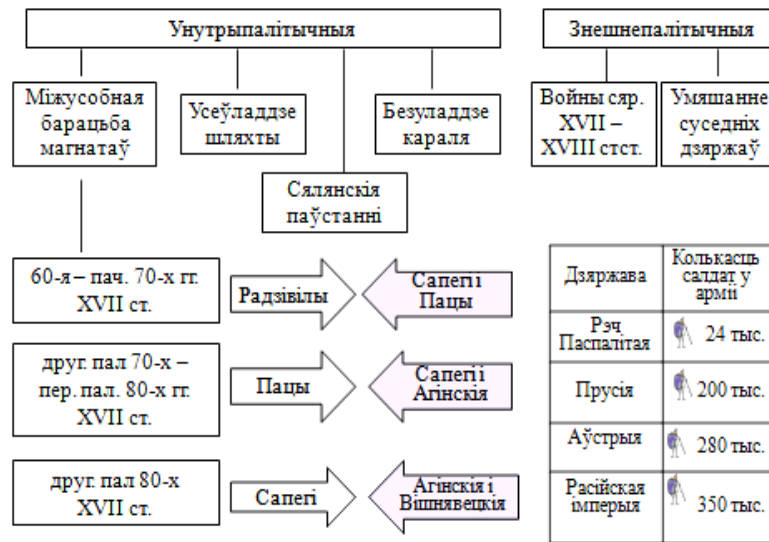 Унутрыпалітычныя
Знешнепалітычныя
Міжусобная
барацьба
магнатаў
Усеўладдзе
шляхты
Безуладдзе
караля
Войны сяр.
XVII –
XVIII стст.
Умяшанне
суседніх
дзяржаў
Сялянскія
паўстанні
60-я – пач. 70-х гг.
XVII ст.
Радзівілы
Сапегі і
Пацы
друг. пал 70-х –
пер. пал. 80-х гг.
XVII ст.
Пацы
Сапегі і
Агінскія
друг. пал 80-х
XVII ст.
Сапегі
Агінскія і
Вішнявецкія
Дзяржава
Колькасць
салдат у
арміі
Рэч
Паспалітая
24 тыс.
Прусія
200 тыс.
Аўстрыя
280 тыс.
Расійская
імперыя
350 тыс.